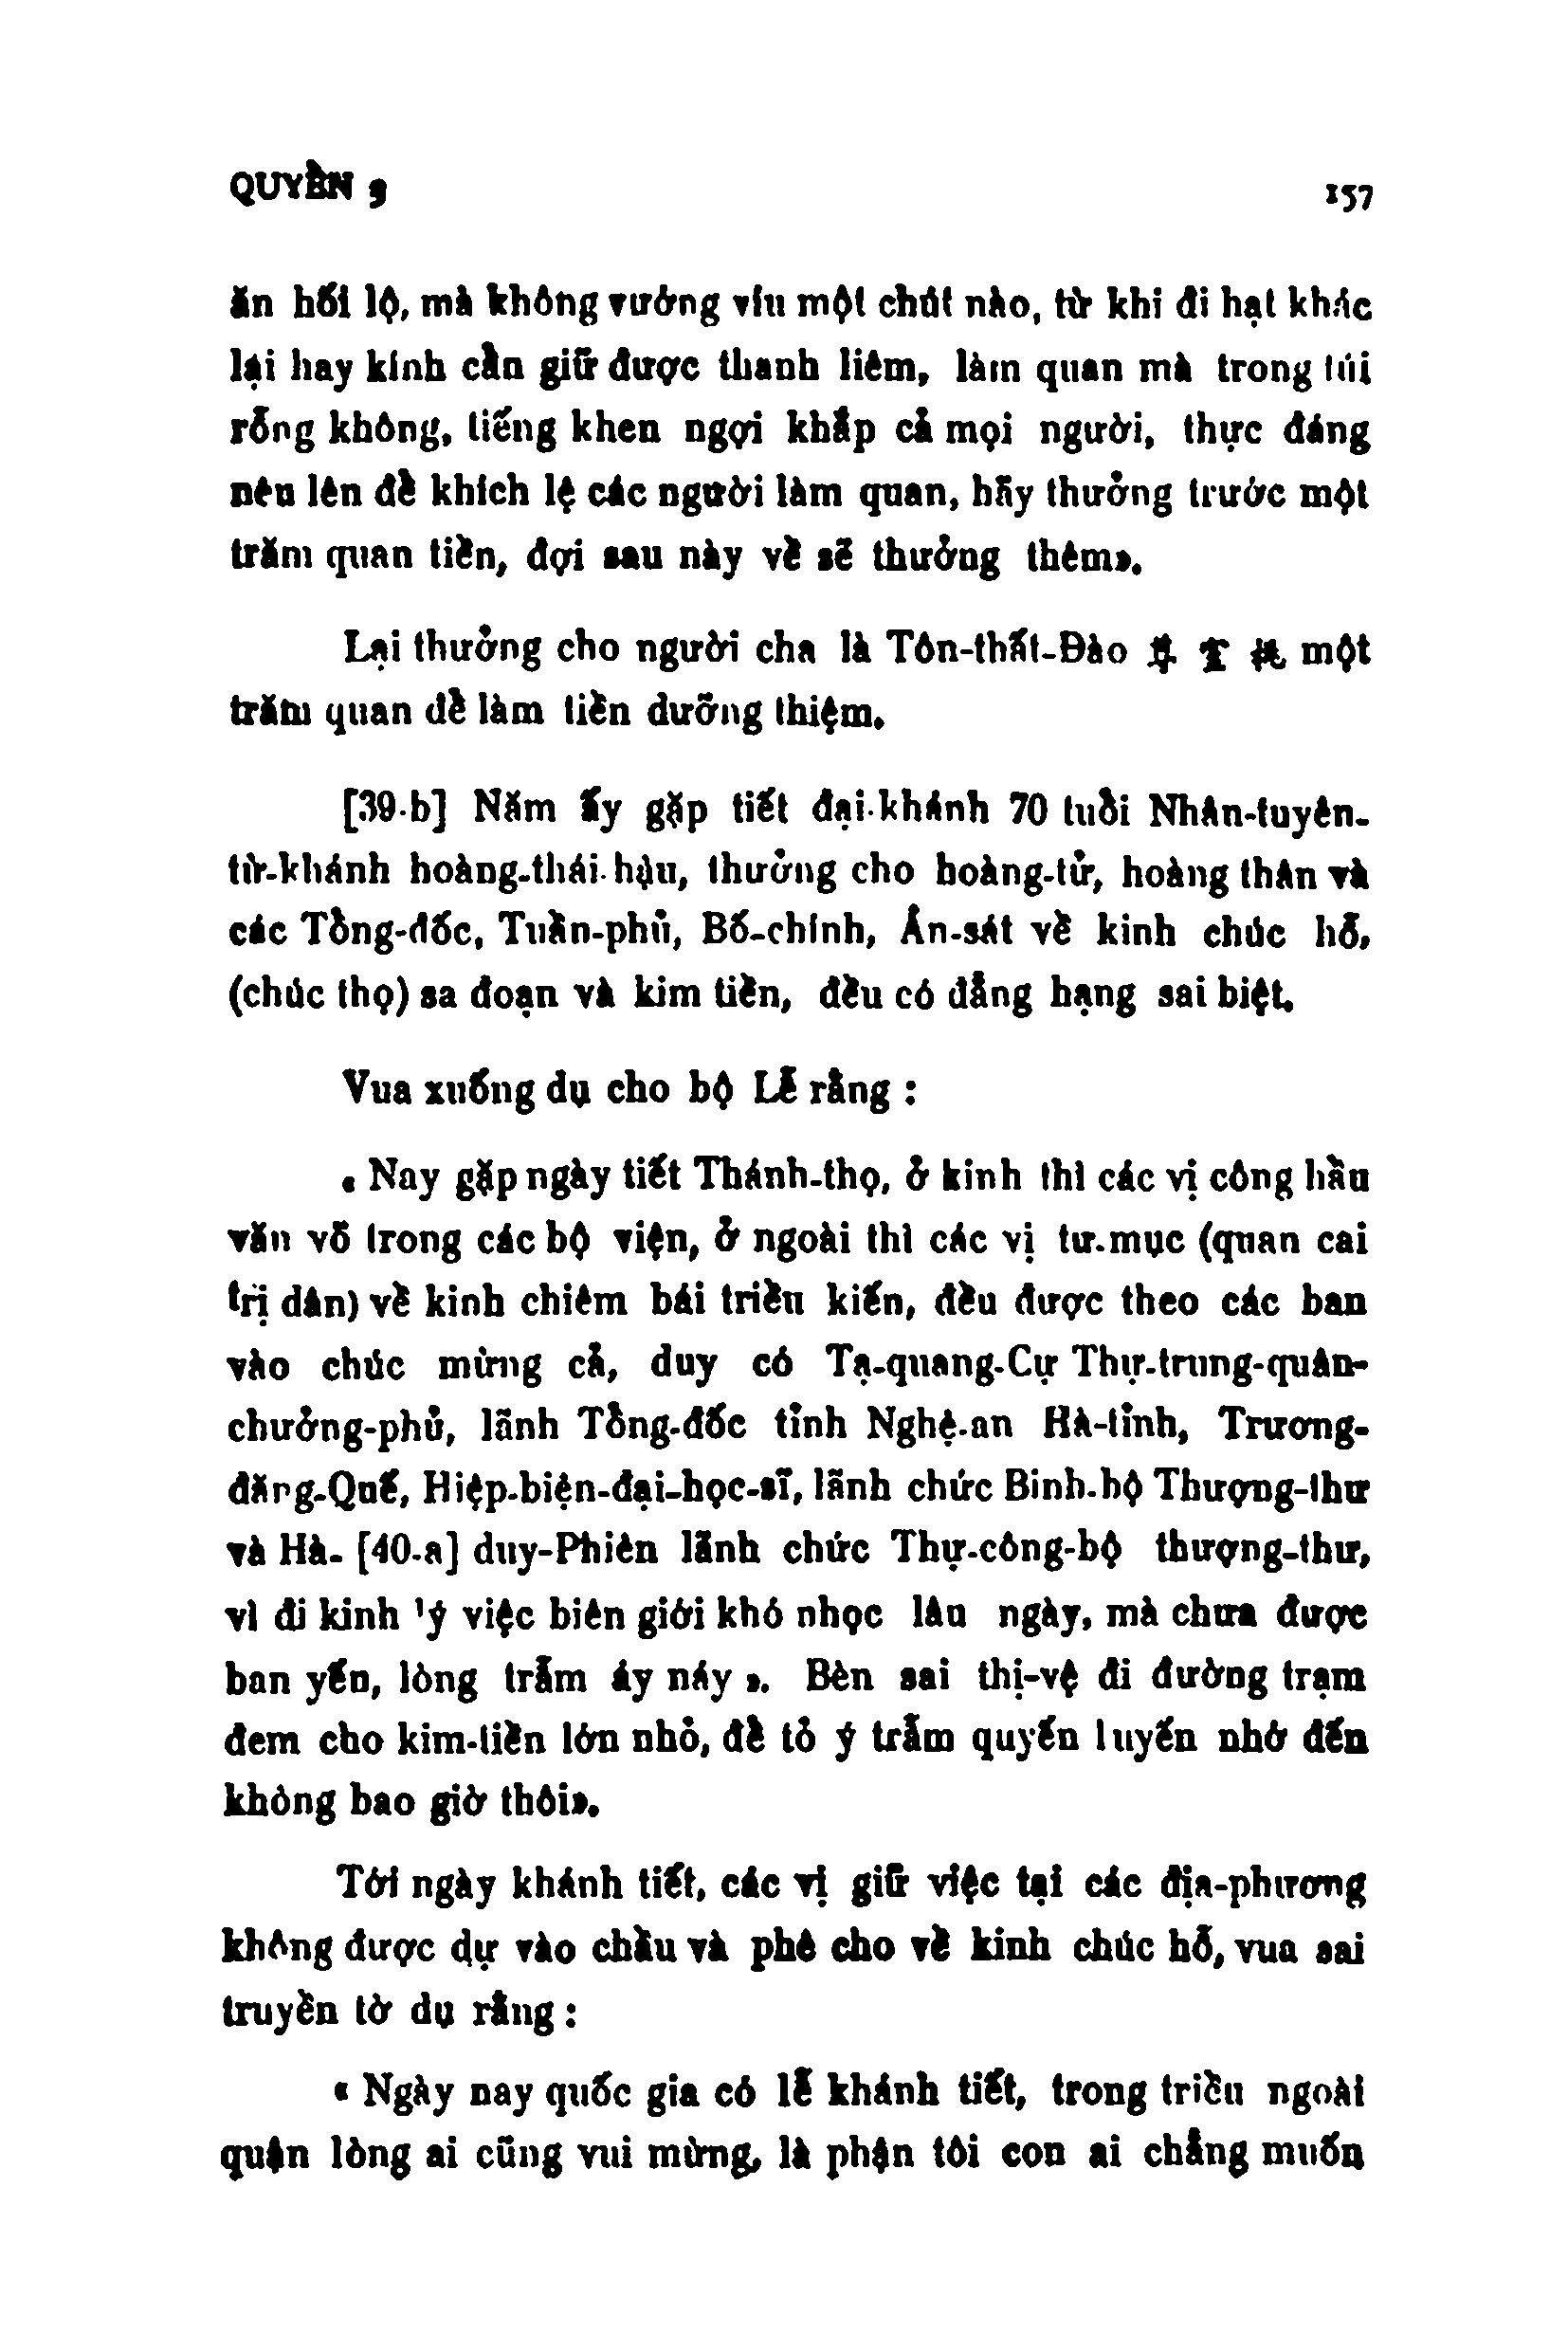 QUYỀN 9
157
ăn hối lộ, mà không vướng víu một chút nào, từ khi đi hạt khác
lại hay kính cẩn giữ được thanh liêm, làm quan mà trong túi
rỗng không, tiếng khen ngợi khắp cả mọi người, thực đáng
nêu lên để khích lệ các người làm quan, hãy thưởng trước một
trăm quan tiền, đợi sau này về sẽ thưởng thêm».
Lại thưởng cho người cha là Tôn-thất-Đào một
trăm quan để làm tiền dưỡng thiệm.
[39-b] Năm ấy gặp tiết đại-khánh 70 tuổi Nhân-tuyên-
từ-khánh hoàng-thái-hậu, thưởng cho hoàng-tử, hoàng thân và
các Tổng-đốc, Tuần-phủ, Bố-chính, Án-sát về kinh chúc hỗ,
(chúc thọ) sa đoạn và kim tiền, đều có đẳng hạng sai biệt.
Vua xuống dụ cho bộ Lễ rằng :
« Nay gặp ngày tiết Thánh-thọ, ở kinh thì các vị công hầu
văn võ trong các bộ viện, ở ngoài thì các vị tư-mục (quan cai
trị dân) về kinh chiêm bái triều kiến, đều được theo các ban
vào chúc mừng cả, duy có Tạ-quang-Cự Thự-trung-quân-
chưởng-phủ, lãnh Tổng-đốc tỉnh Nghệ-an Hà-tĩnh, Trương-
đăng-Quế, Hiệp-biện-đại-học-sĩ, lãnh chức Binh-bộ Thượng-thư
và Hà- [40-a] duy-Phiên lãnh chức Thự-công-bộ thượng-thư,
vì đi kinh lý việc biên giới khó nhọc lâu ngày, mà chưa được
ban yến, lòng trẫm áy náy ». Bèn sai thị-vệ đi đường trạm
đem cho kim-tiền lớn nhỏ, để tỏ ý trẫm quyến luyến nhớ đến
không bao giờ thôi».
Tới ngày khánh tiết, các vị giữ việc tại các địa-phương
không được dự vào chầu và phê cho về kinh chúc hỗ, vua sai
truyền tờ dụ rằng :
« Ngày nay quốc gia có lễ khánh tiết, trong triều ngoài
quận lòng ai cũng vui mừng, là phận tôi con ai chẳng muốn